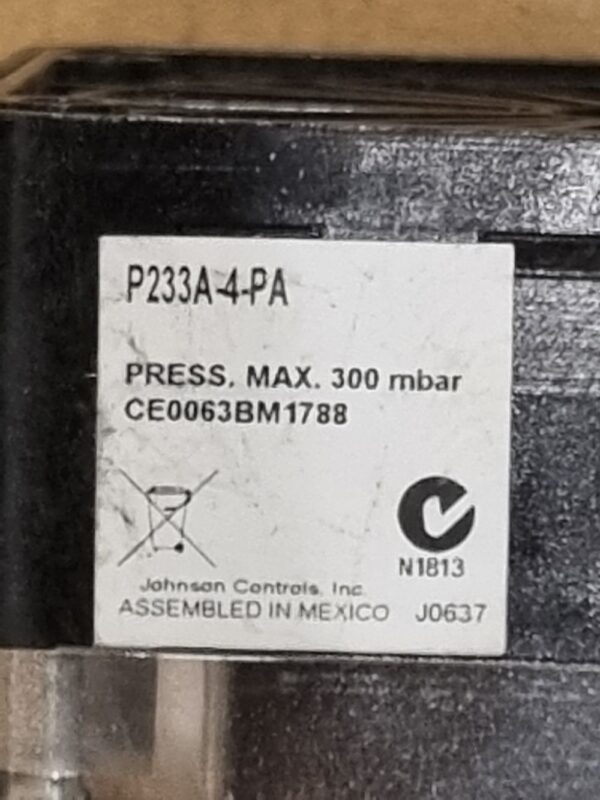 P233A-4-PA
PRESS. MAX. 300 mbar
CE0063BM1788
N1813
Johnson Controls, Inc.
ASSEMBLED IN MEXICO J0637